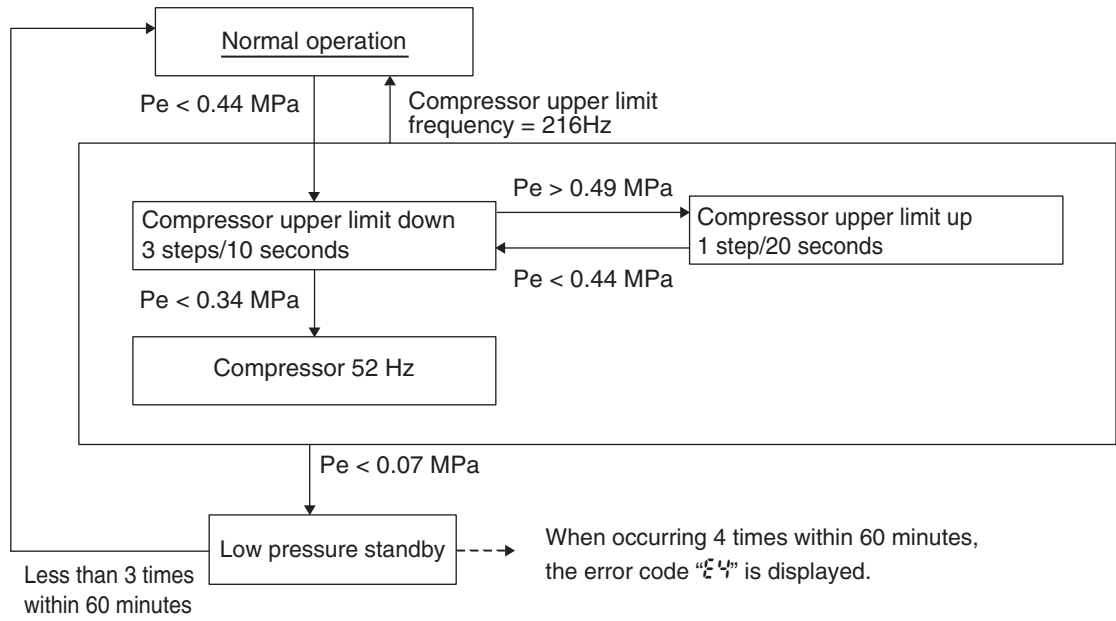 Normal operation
Pe < 0.44 MPa
Compressor upper limit
frequency = 216Hz
Pe > 0.49 MPa
Compressor upper limit down
3 steps/10 seconds
Compressor upper limit up
1 step/20 seconds
Pe < 0.44 MPa
Pe < 0.34 MPa
Compressor 52 Hz
Pe < 0.07 MPa
Low pressure standby
When occurring 4 times within 60 minutes,
the error code “E4” is displayed.
Less than 3 times
within 60 minutes